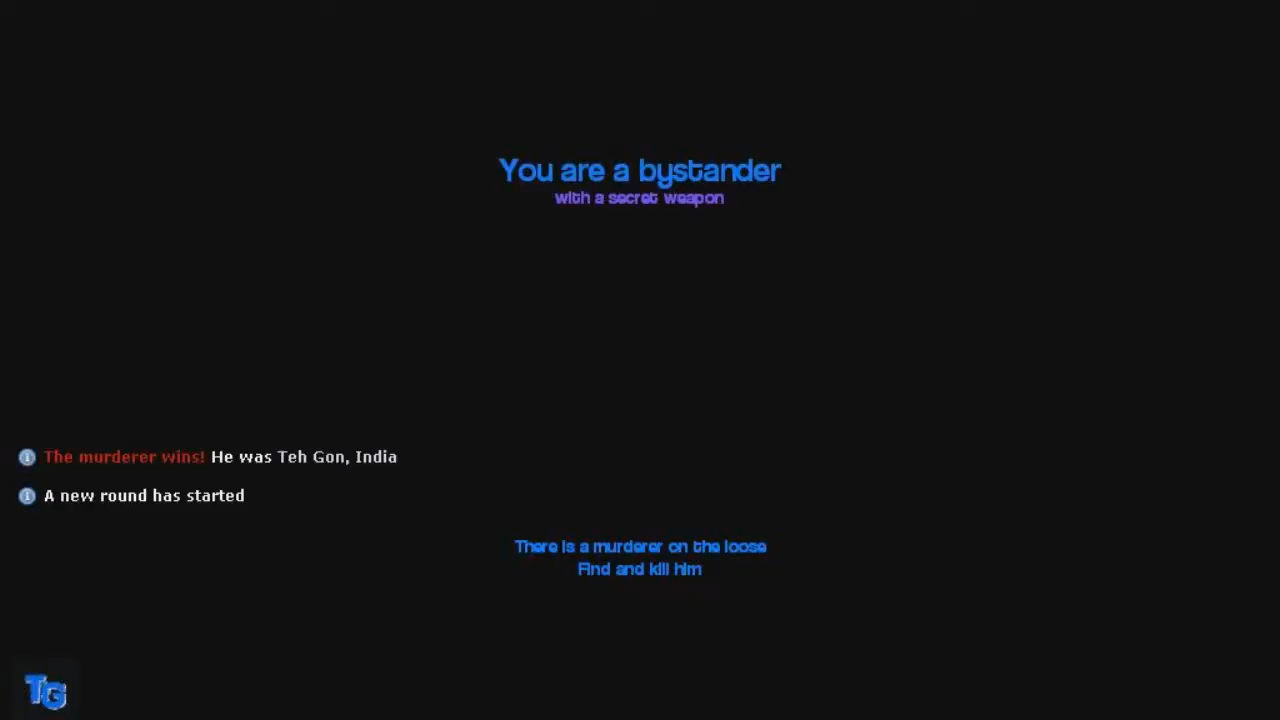 You are a bystander
with a secret weapon
The murderer wins! He was Teh Gon, India
A new round has started
There is a murderer on the loose
Find and kill him
TG